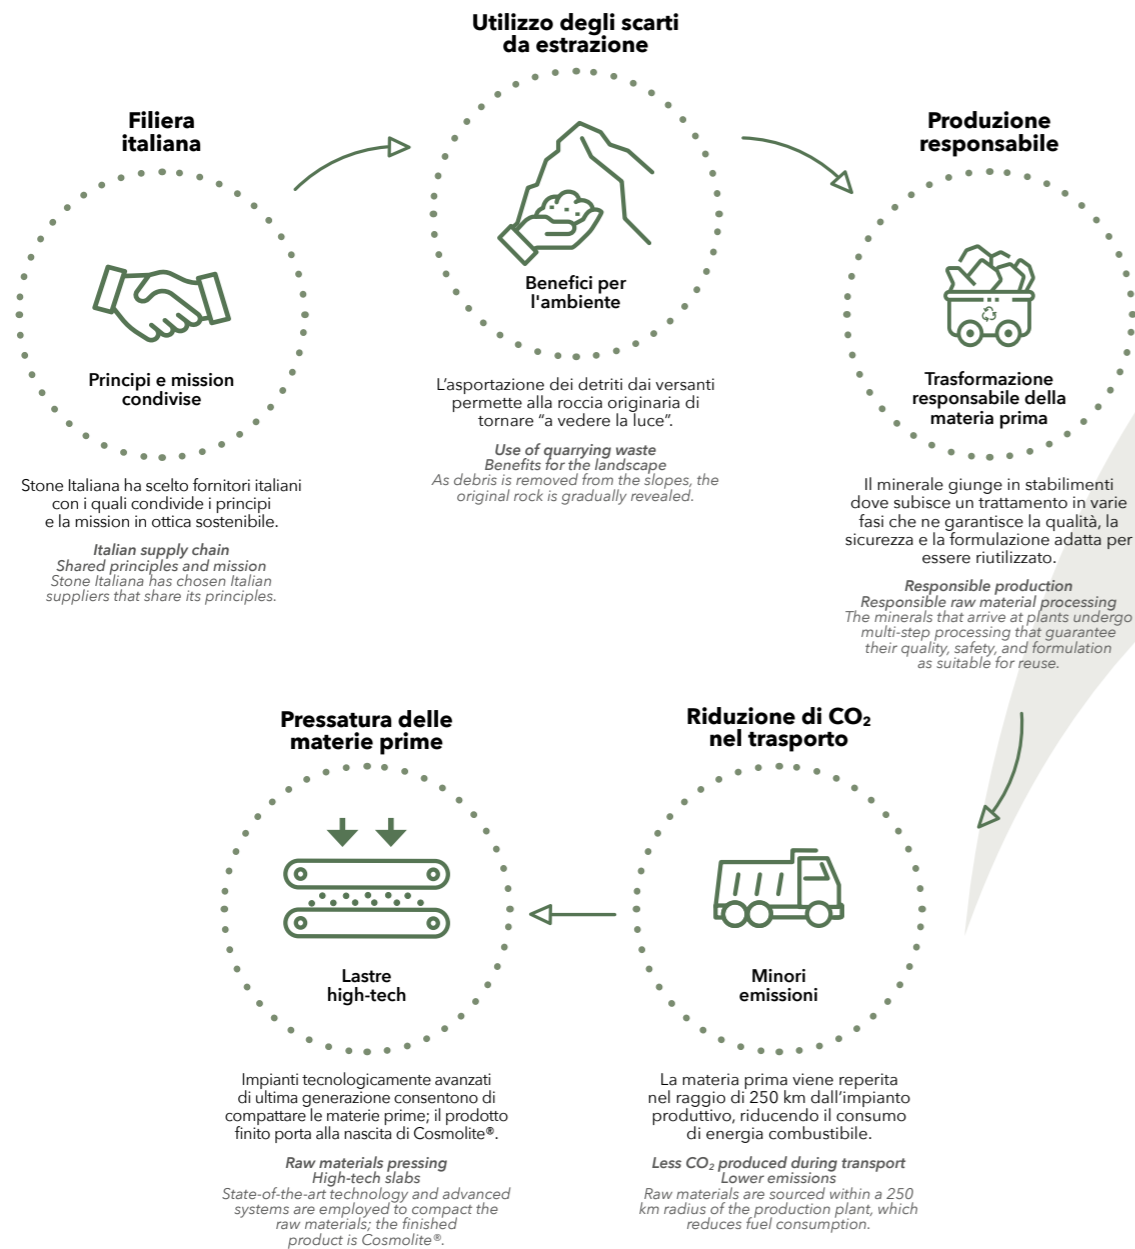 Filiera
italiana
Principi e mission
condivise
Stone Italiana ha scelto fornitori italiani
con i quali condivide i principi
e la mission in ottica sostenibile.
Italian supply chain
Shared principles and mission
Stone Italiana has chosen Italian
suppliers that share its principles.
Utilizzo degli scarti
da estrazione
Benefici per
l'ambiente
L’asportazione dei detriti dai versanti
permette alla roccia originaria di
tornare “a vedere la luce”.
Use of quarrying waste
Benefits for the landscape
As debris is removed from the slopes, the
original rock is gradually revealed.
Produzione
responsabile
Trasformazione
responsabile della
materia prima
Il minerale giunge in stabilimenti
dove subisce un trattamento in varie
fasi che ne garantisce la qualità, la
sicurezza e la formulazione adatta per
essere riutilizzato.
Responsible production
Responsible raw material processing
The minerals that arrive at plants undergo
multi-step processing that guarantee
their quality, safety, and formulation
as suitable for reuse.
Riduzione di CO₂
nel trasporto
Minori
emissioni
La materia prima viene reperita
nel raggio di 250 km dall’impianto
produttivo, riducendo il consumo
di energia combustibile.
Less CO₂ produced during transport
Lower emissions
Raw materials are sourced within a 250
km radius of the production plant, which
reduces fuel consumption.
Pressatura delle
materie prime
Lastre
high-tech
Impianti tecnologicamente avanzati
di ultima generazione consentono di
compattare le materie prime; il prodotto
finito porta alla nascita di Cosmolite®.
Raw materials pressing
High-tech slabs
State-of-the-art technology and advanced
systems are employed to compact the
raw materials; the finished
product is Cosmolite®.